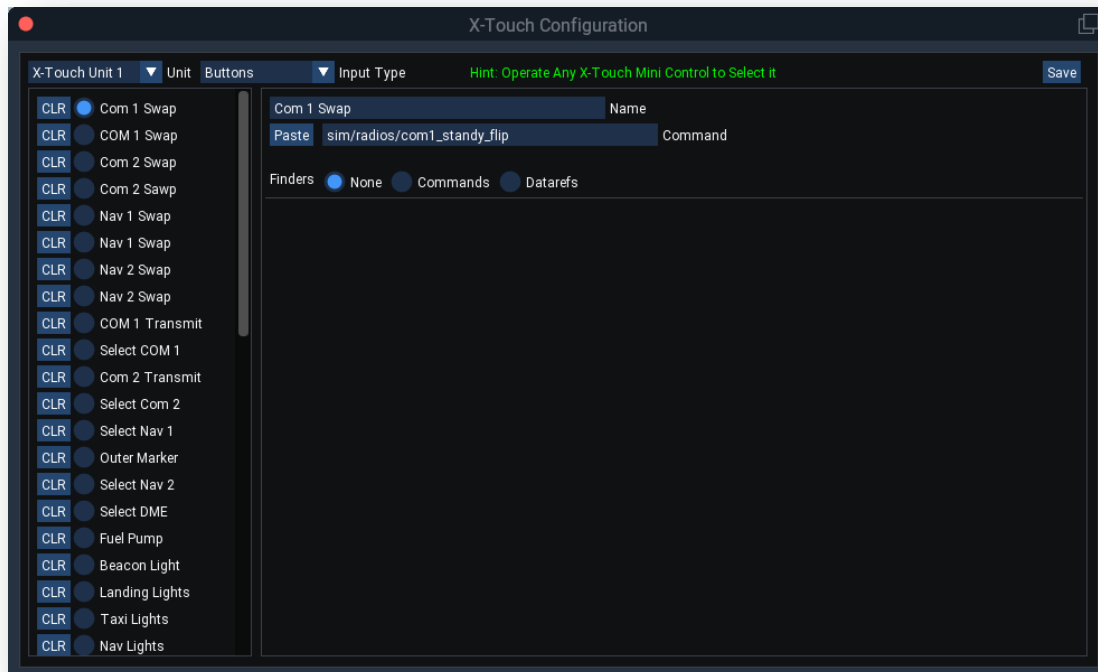 X-Touch Configuration
X-Touch Unit 1 Unit Buttons Input Type Hint: Operate Any X-Touch Mini Control to Select it Save
CLR Com 1 Swap
CLR COM 1 Swap
CLR Com 2 Swap
CLR Com 2 Sawp
CLR Nav 1 Swap
CLR Nav 1 Swap
CLR Nav 2 Swap
CLR Nav 2 Swap
CLR COM 1 Transmit
CLR Select COM 1
CLR Com 2 Transmit
CLR Select Com 2
CLR Select Nav 1
CLR Outer Marker
CLR Select Nav 2
CLR Select DME
CLR Fuel Pump
CLR Beacon Light
CLR Landing Lights
CLR Taxi Lights
CLR Nav Lights
Com 1 Swap Name
Paste sim/radios/com1_standy_flip Command
Finders None Commands Datarefs